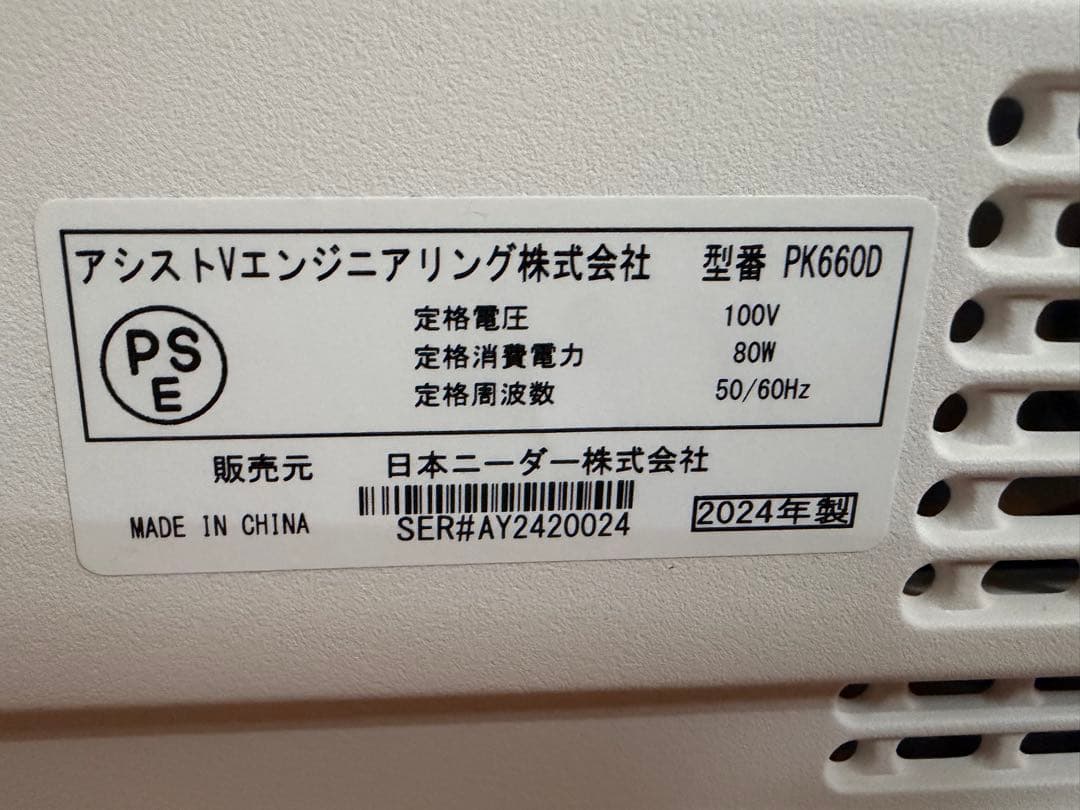 アシストVエンジニアリング株式会社 型番 PK660D
PSE
定格電圧 100V
定格消費電力 80W
定格周波数 50/60Hz
販売元 日本ニーダー株式会社
MADE IN CHINA SER#AY2420024 2024年製